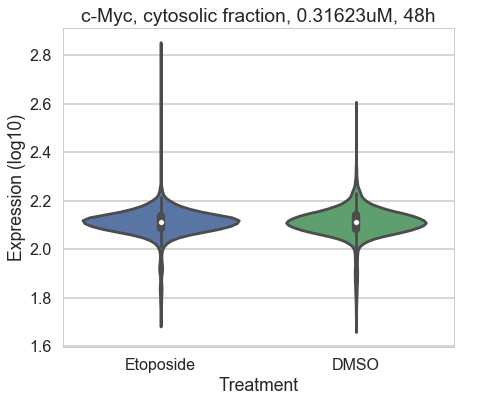 c-Myc, cytosolic fraction, 0.31623uM, 48h
Expression (log10)
2.8
2.6
2.4
2.2
2.0
1.8
1.6
Etoposide DMSO
Treatment